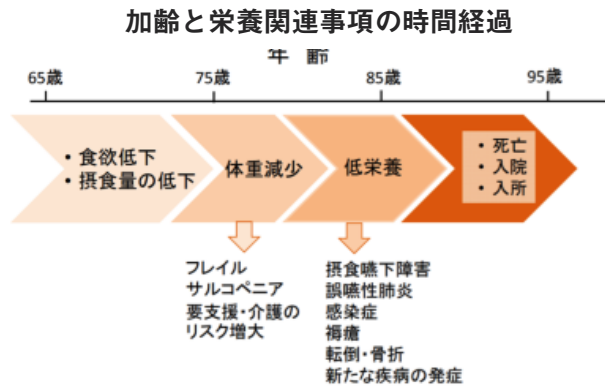 加齢と栄養関連事項の時間経過
年 齢
65歳
75歳
85歳
95歳
・食欲低下
・摂食量の低下
体重減少
低栄養
・死亡
・入院
・入所
フレイル
サルコペニア
要支援・介護の
リスク増大
摂食嚥下障害
誤嚥性肺炎
感染症
褥瘡
転倒・骨折
新たな疾病の発症